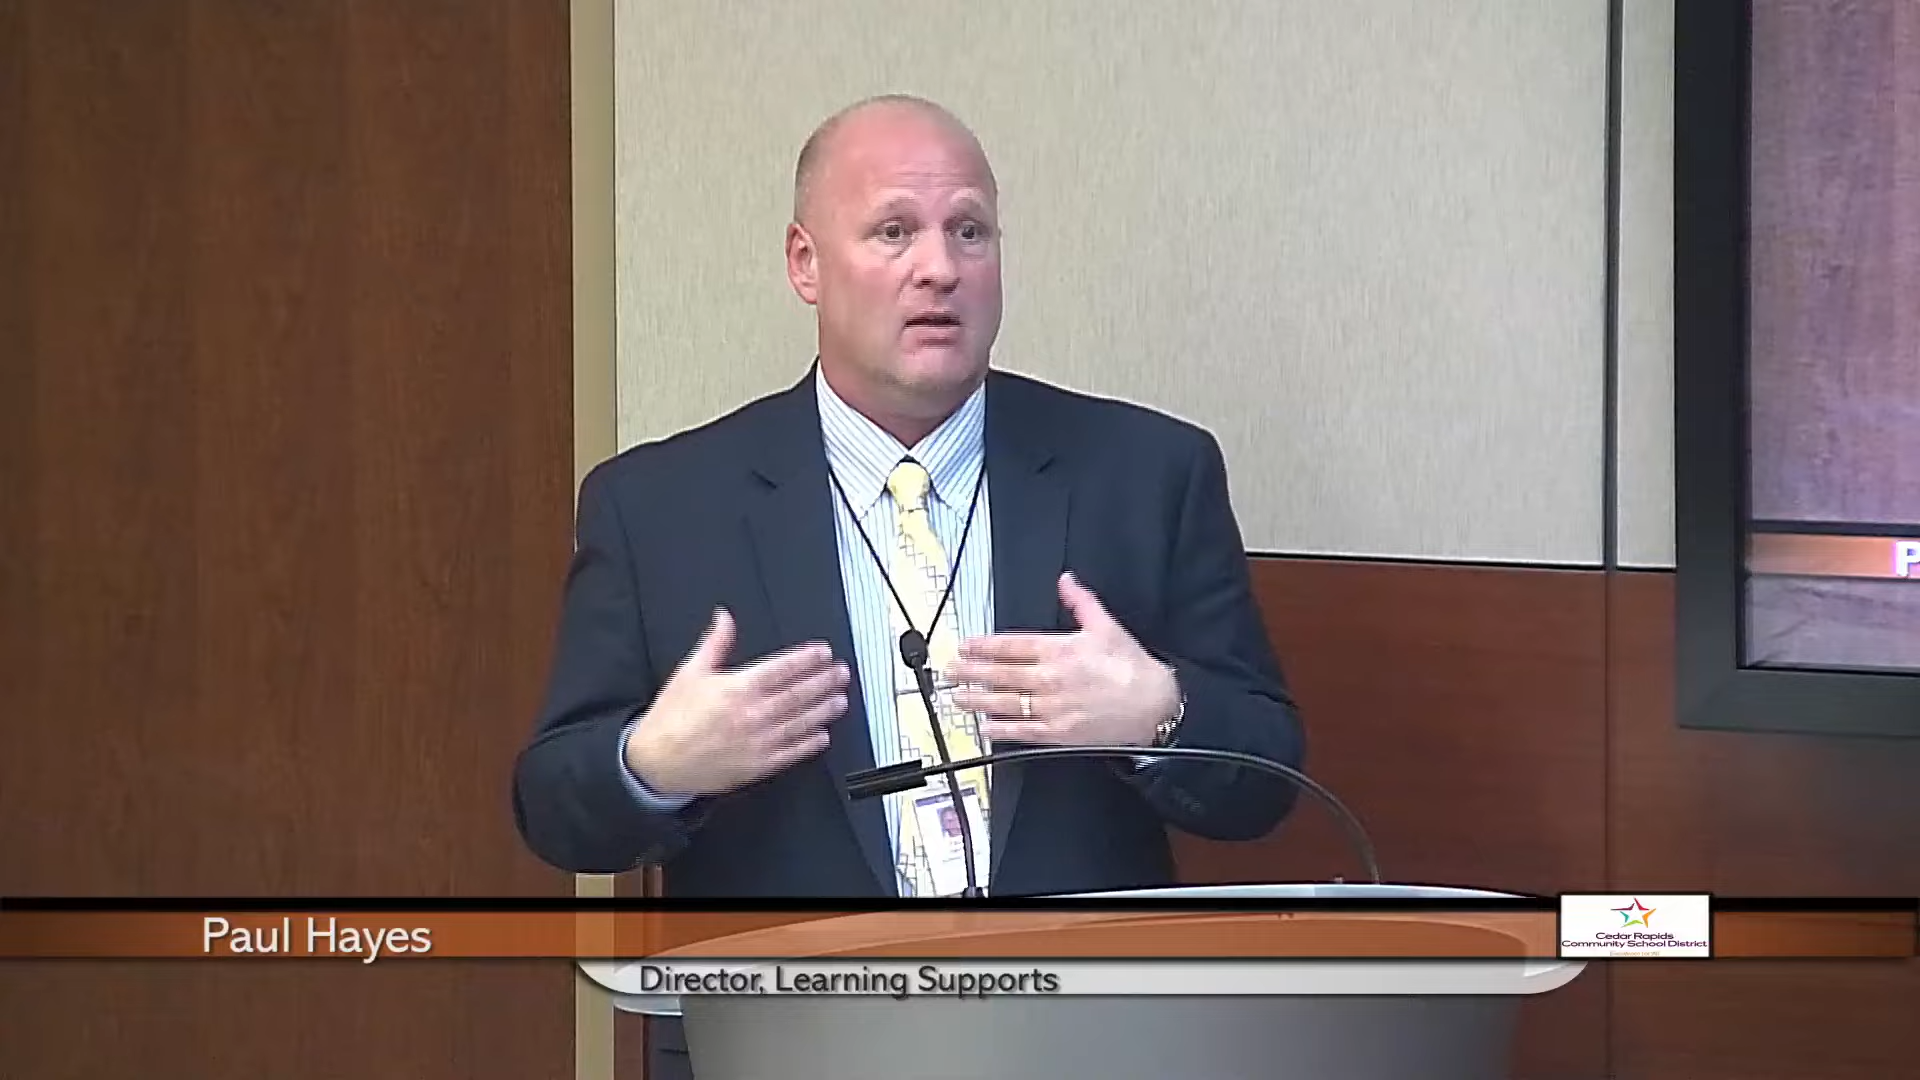 Paul Hayes
Cedar Rapids
Community School District
Director, Learning Supports